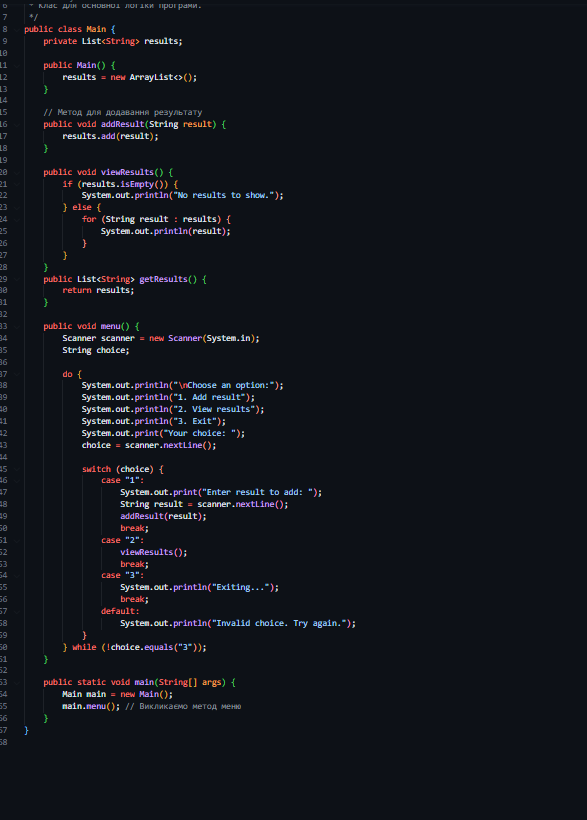 6 * Клас для основної логіки програми.
7 */
8 public class Main {
9 private List<String> results;
10
11 public Main() {
12 results = new ArrayList<>();
13 }
14
15 // Метод для додавання результату
16 public void addResult(String result) {
17 results.add(result);
18 }
19
20 public void viewResults() {
21 if (results.isEmpty()) {
22 System.out.println("No results to show.");
23 } else {
24 for (String result : results) {
25 System.out.println(result);
26 }
27 }
28 }
29 public List<String> getResults() {
30 return results;
31 }
32
33 public void menu() {
34 Scanner scanner = new Scanner(System.in);
35 String choice;
36
37 do {
38 System.out.println("\nChoose an option:");
39 System.out.println("1. Add result");
40 System.out.println("2. View results");
41 System.out.println("3. Exit");
42 System.out.print("Your choice: ");
43 choice = scanner.nextLine();
44
45 switch (choice) {
46 case "1":
47 System.out.print("Enter result to add: ");
48 String result = scanner.nextLine();
49 addResult(result);
50 break;
51 case "2":
52 viewResults();
53 break;
54 case "3":
55 System.out.println("Exiting...");
56 break;
57 default:
58 System.out.println("Invalid choice. Try again.");
59 }
60 } while (!choice.equals("3"));
61 }
62
63 public static void main(String[] args) {
64 Main main = new Main();
65 main.menu(); // Викликаємо метод меню
66 }
67 }
68